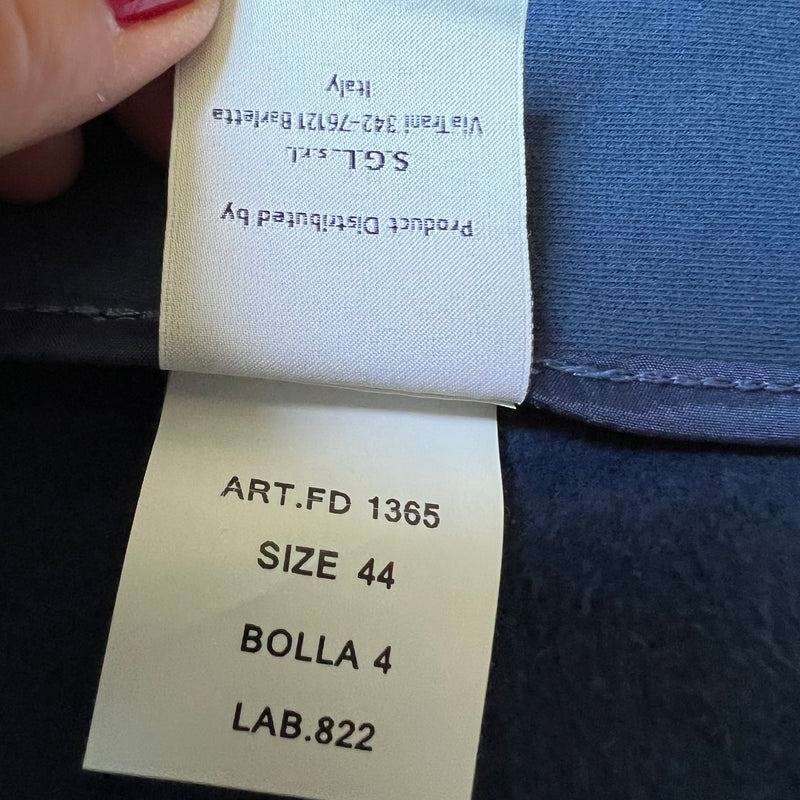 Product Distributed by
S.G.L. s.r.l.
Via Trani 342-76121 Barletta
Italy
ART.FD 1365
SIZE 44
BOLLA 4
LAB.822